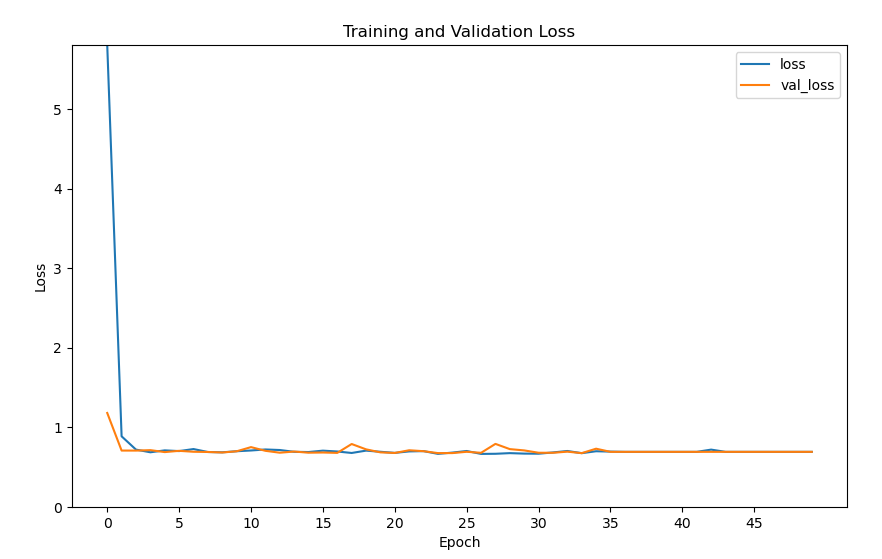 Training and Validation Loss
loss
val_loss
5
4
3
2
1
0
Loss
0 5 10 15 20 25 30 35 40 45
Epoch